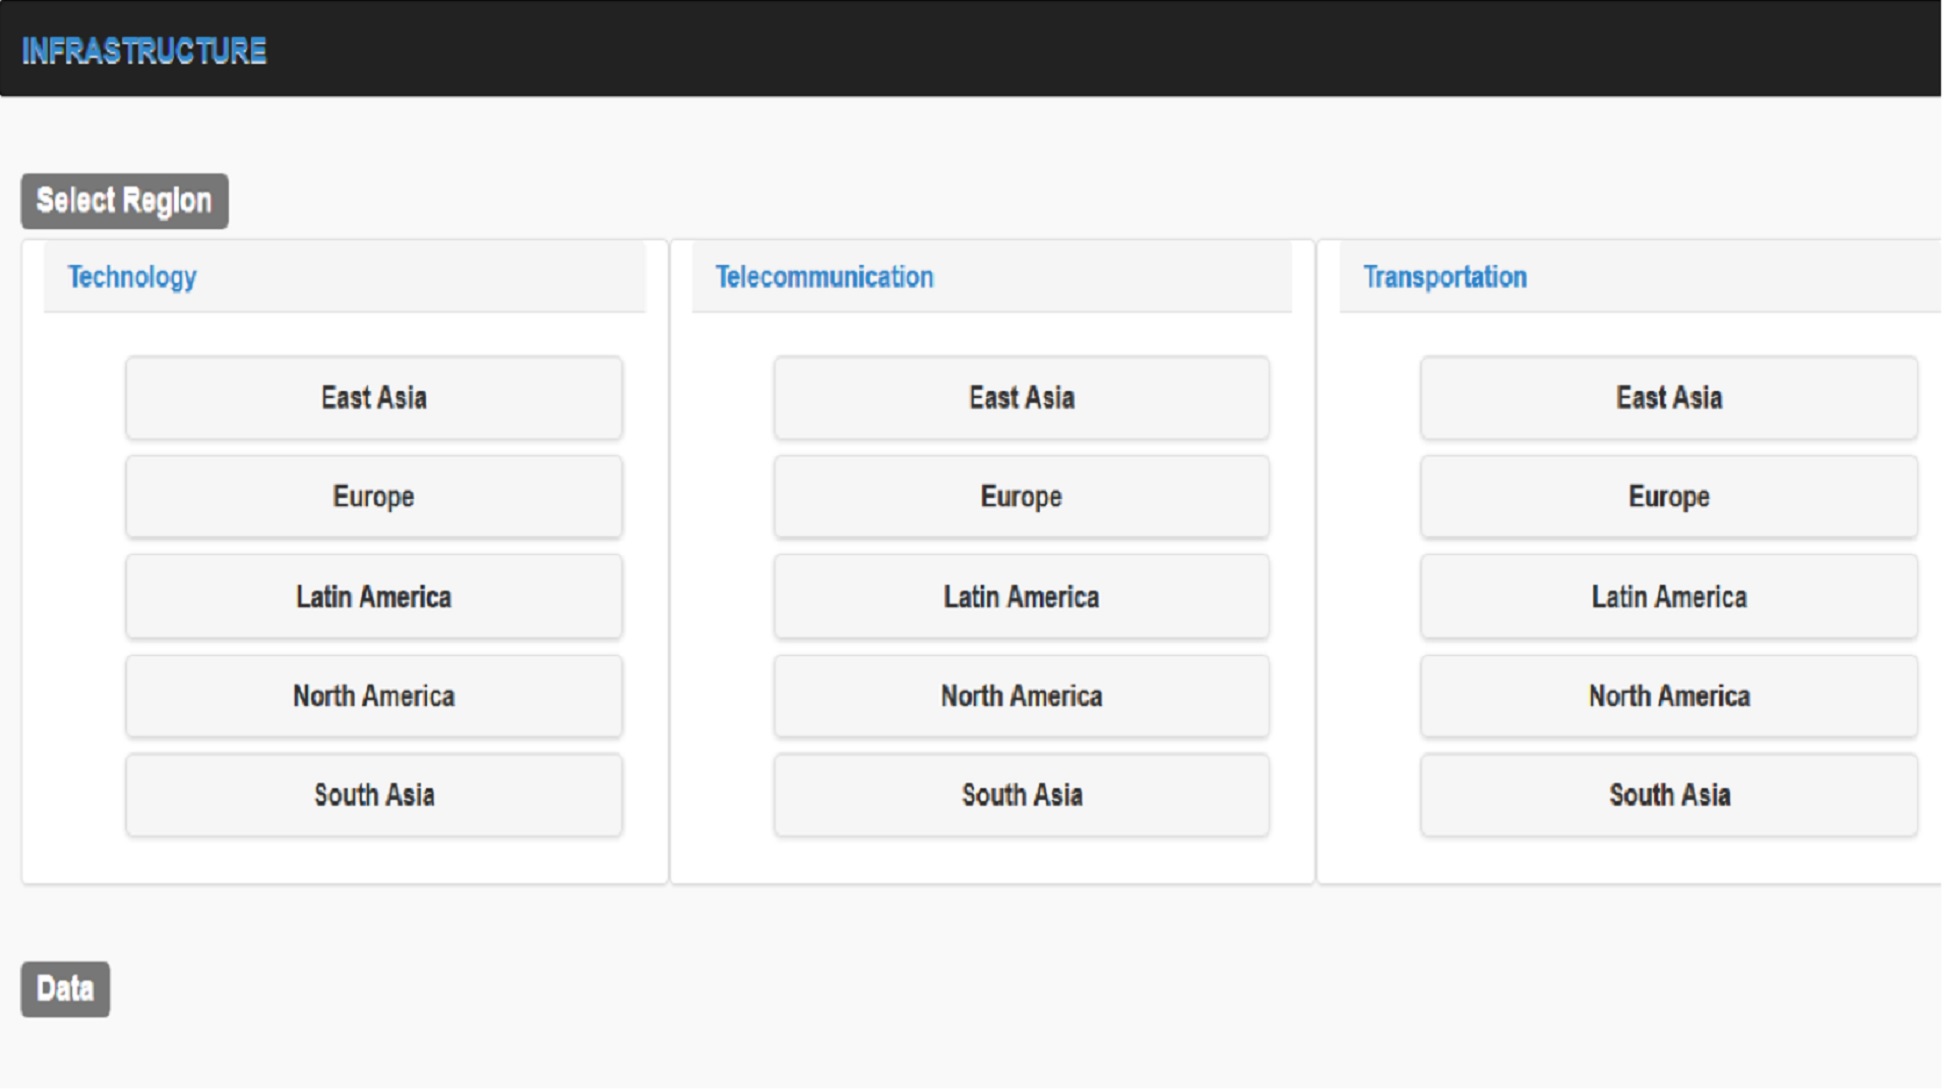 INFRASTRUCTURE
Select Region
Technology
East Asia
Europe
Latin America
North America
South Asia
Telecommunication
East Asia
Europe
Latin America
North America
South Asia
Transportation
East Asia
Europe
Latin America
North America
South Asia
Data